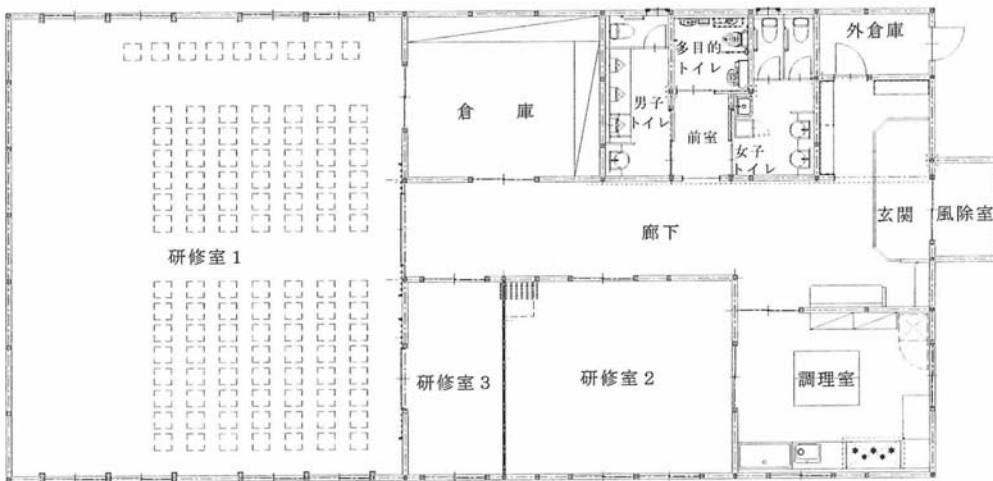 外倉庫
多目的
トイレ
倉 庫
男子
トイレ
前室
女子
トイレ
玄関
風除室
廊下
研修室1
研修室3
研修室2
調理室